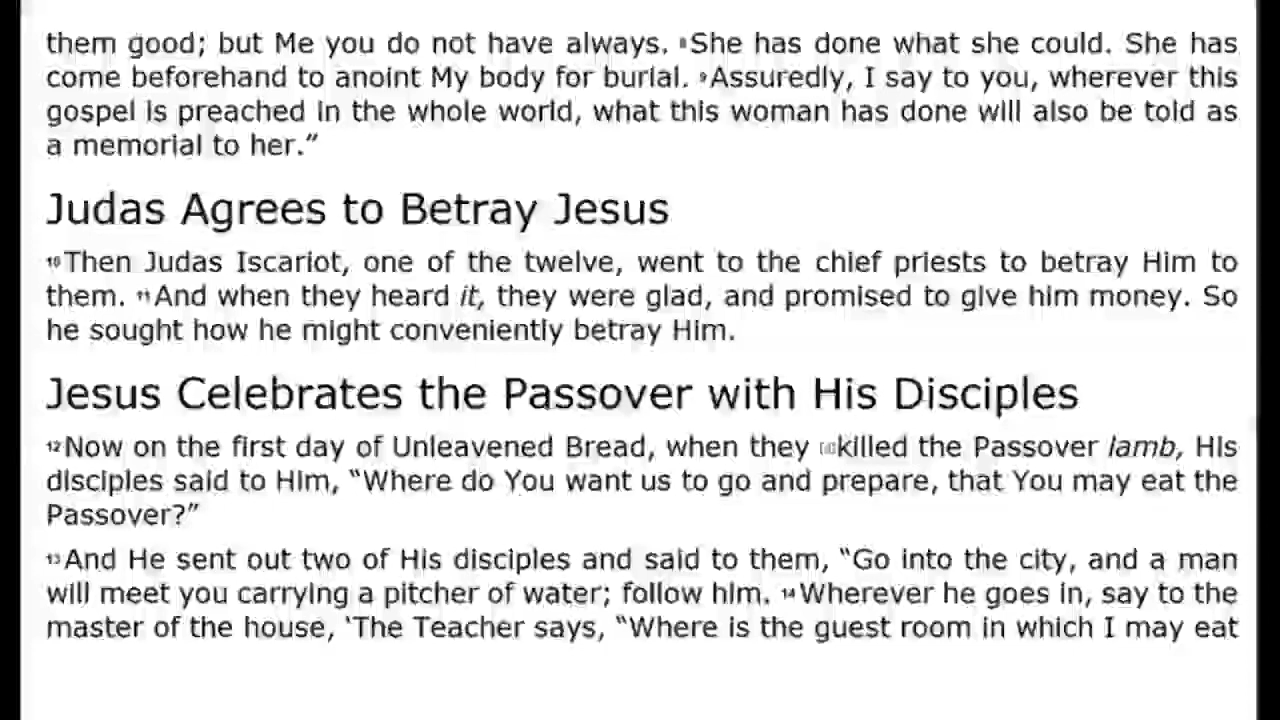 them good; but Me you do not have always. 8She has done what she could. She has
come beforehand to anoint My body for burial. 9Assuredly, I say to you, wherever this
gospel is preached in the whole world, what this woman has done will also be told as
a memorial to her.”
Judas Agrees to Betray Jesus
10Then Judas Iscariot, one of the twelve, went to the chief priests to betray Him to
them. 11And when they heard it, they were glad, and promised to give him money. So
he sought how he might conveniently betray Him.
Jesus Celebrates the Passover with His Disciples
12Now on the first day of Unleavened Bread, when they killed the Passover lamb, His
disciples said to Him, “Where do You want us to go and prepare, that You may eat the
Passover?”
13And He sent out two of His disciples and said to them, “Go into the city, and a man
will meet you carrying a pitcher of water; follow him. 14Wherever he goes in, say to the
master of the house, ‘The Teacher says, “Where is the guest room in which I may eat